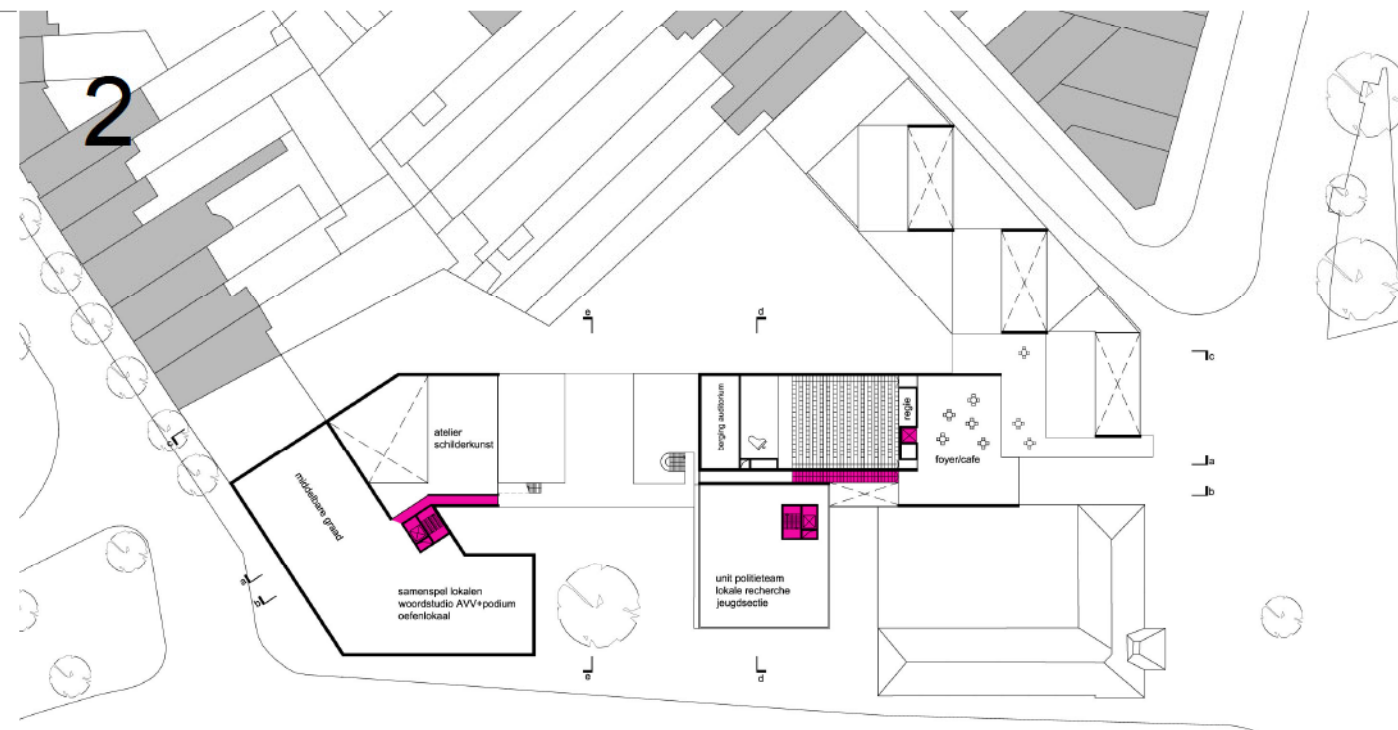 2
e
d
c
berging auditorium
regie
atelier
schilderkunst
foyer/cafe
c
a
b
middelbare graad
unit politieteam
lokale recherche
jeugdsectie
a
b
samenspel lokalen
woordstudio AVV+podium
oefenlokaal
e
d